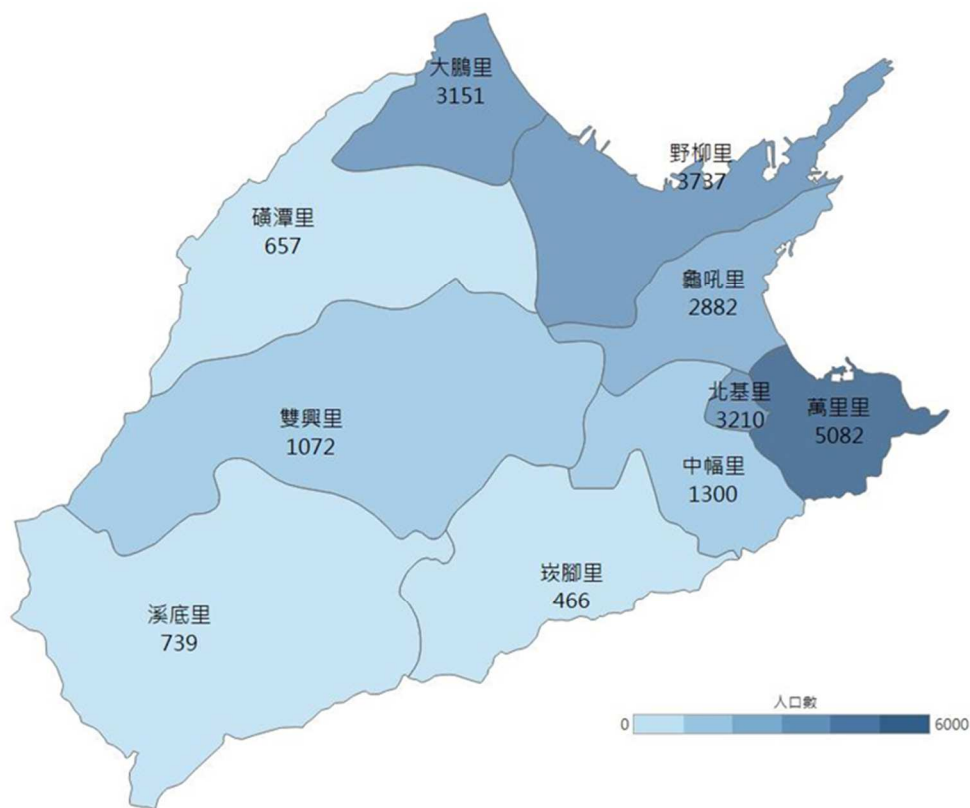 大鵬里
3151
野柳里
3737
磺潭里
657
龜吼里
2882
北基里
3210
萬里里
5082
雙興里
1072
中幅里
1300
崁腳里
466
溪底里
739
人口數
0
6000